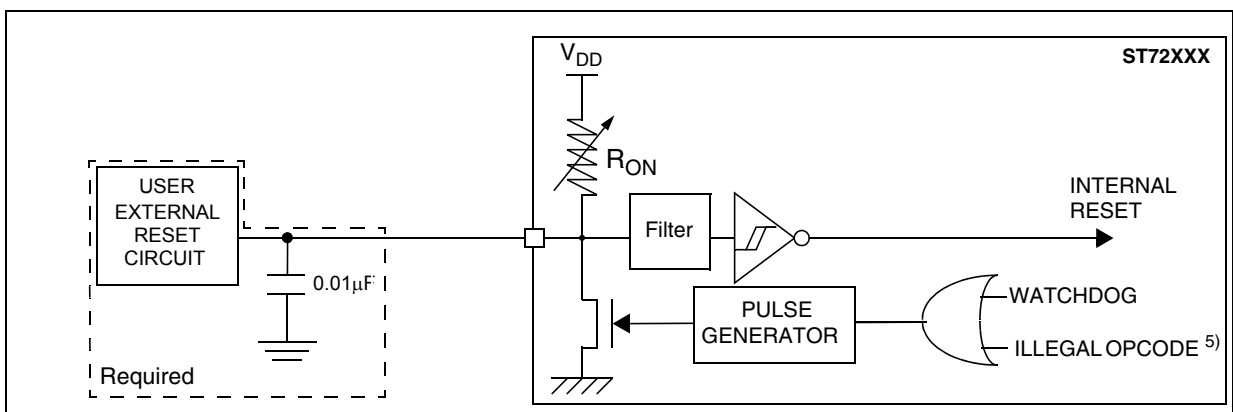 ST72XXX
VDD
RON
USER
EXTERNAL
RESET
CIRCUIT
0.01µF
Required
Filter
INTERNAL
RESET
PULSE
GENERATOR
WATCHDOG
ILLEGAL OPCODE 5)